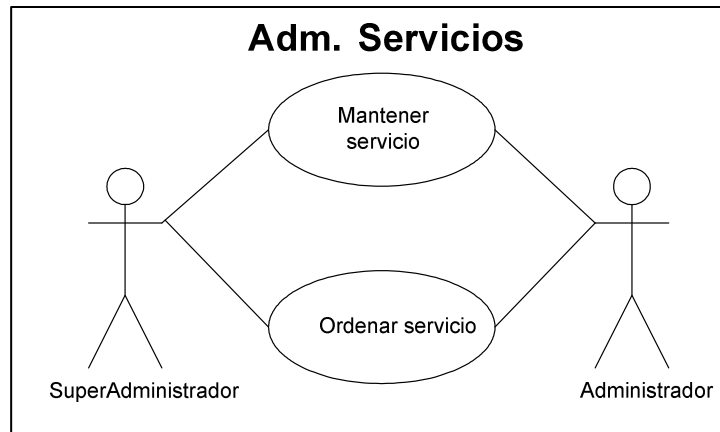 Adm. Servicios
Mantener
servicio
Ordenar servicio
SuperAdministrador
Administrador